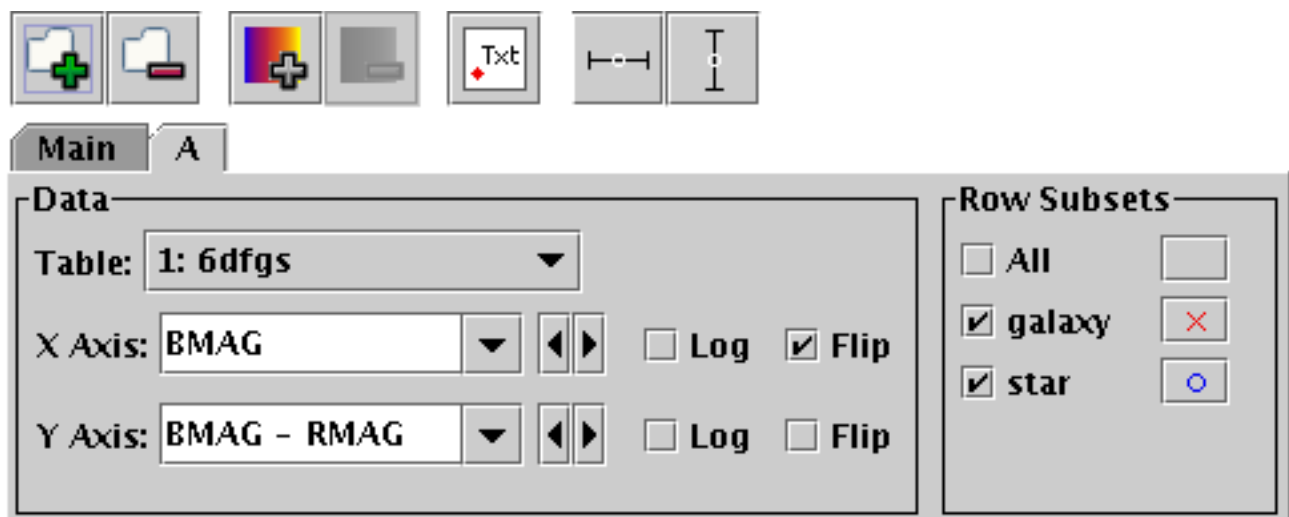 Txt
Main A
Data
Table: 1: 6dfgs
X Axis: BMAG Log Flip
Y Axis: BMAG - RMAG Log Flip
Row Subsets
All
galaxy
star